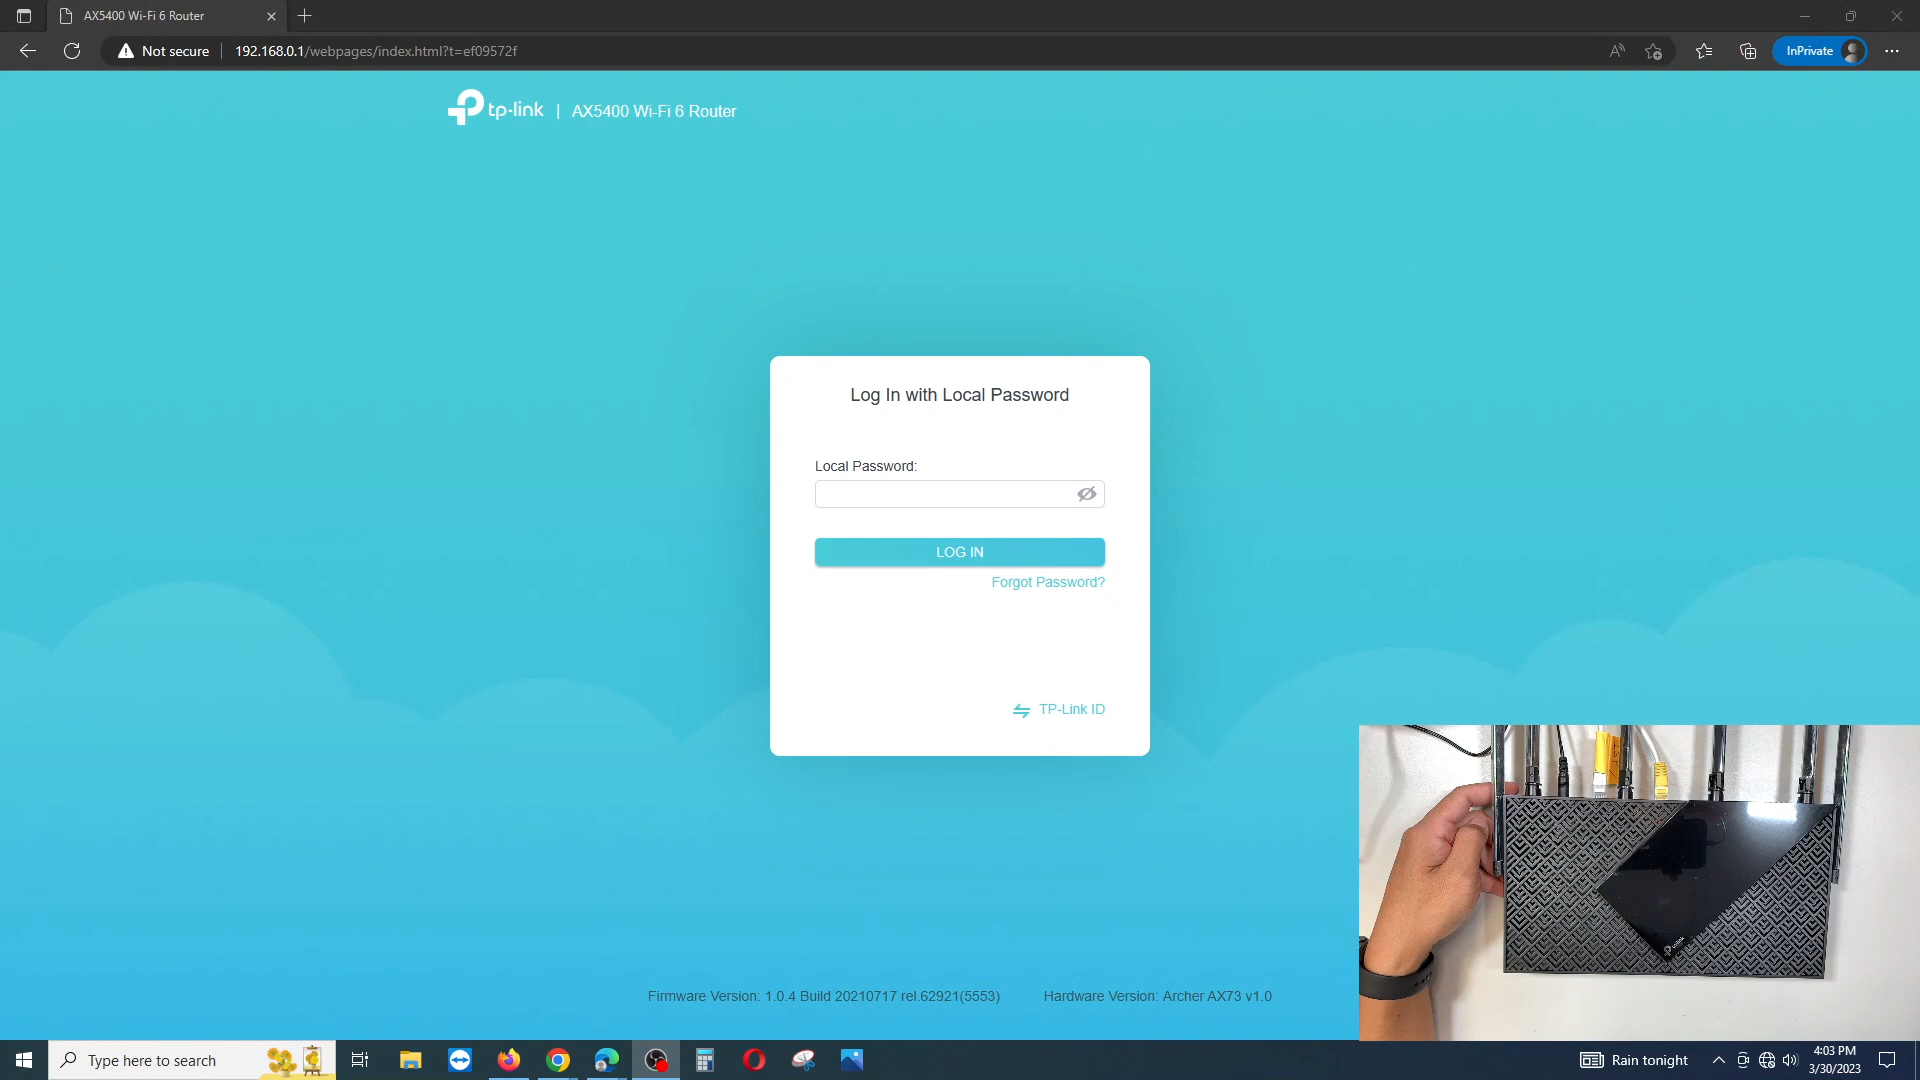 AX5400 Wi-Fi 6 Router
Not secure
192.168.0.1/webpages/index.html?t=ef09572f
InPrivate
tp-link | AX5400 Wi-Fi 6 Router
Log In with Local Password
Local Password:
LOG IN
Forgot Password?
TP-Link ID
Firmware Version: 1.0.4 Build 20210717 rel.62921(5553)
Hardware Version: Archer AX73 v1.0
Type here to search
Rain tonight
4:03 PM
3/30/2023